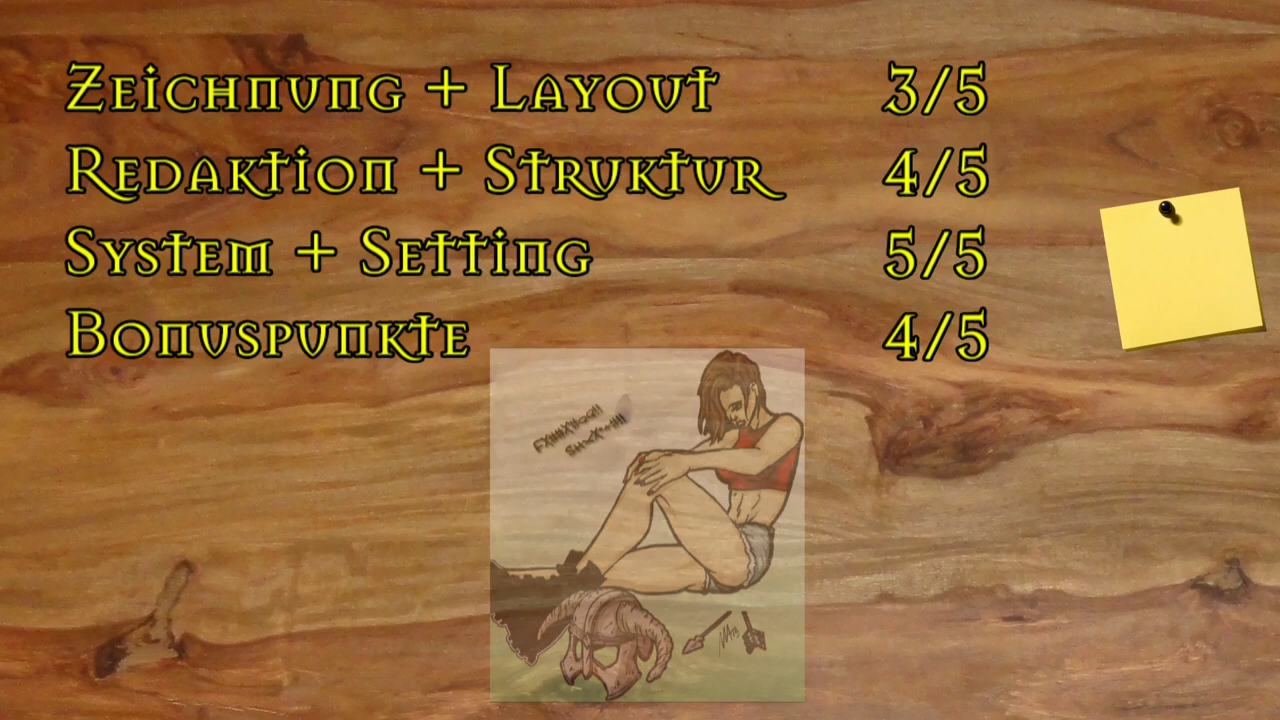 Zeichnung + Layout 3/5
Redaktion + Struktur 4/5
System + Setting 5/5
Bonuspunkte 4/5